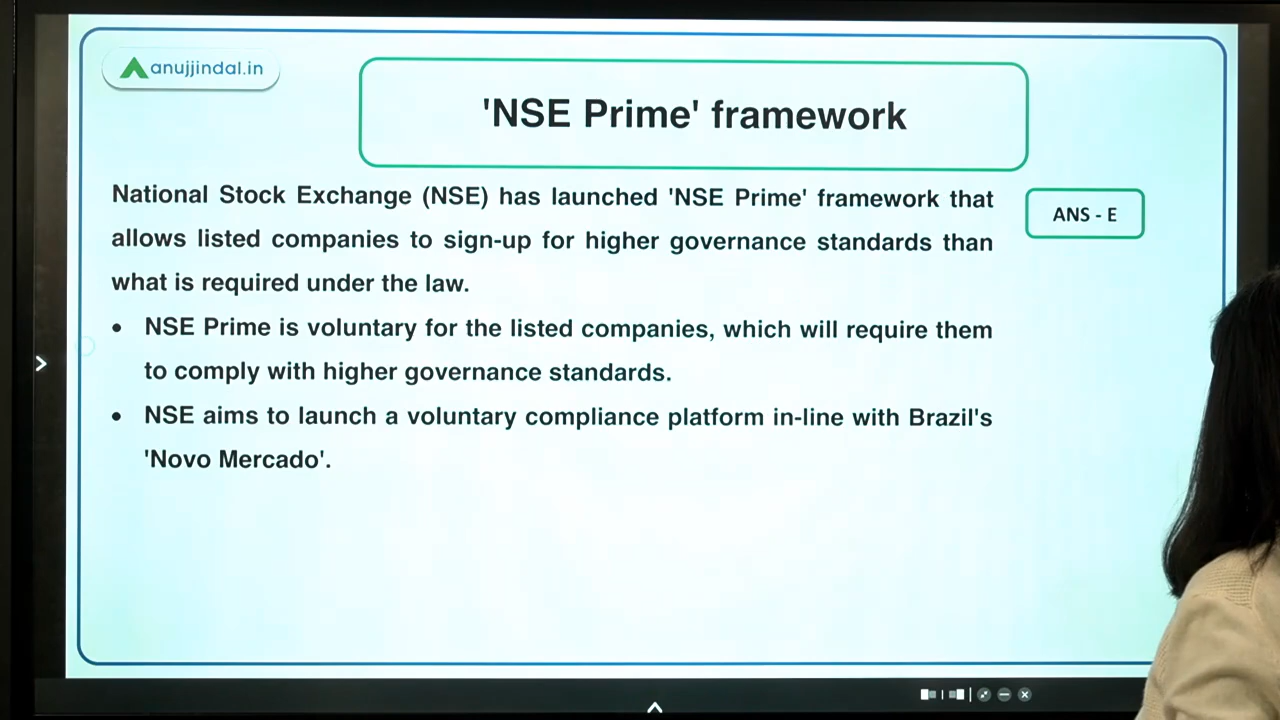 anujjindal.in
'NSE Prime' framework
National Stock Exchange (NSE) has launched 'NSE Prime' framework that
allows listed companies to sign-up for higher governance standards than
what is required under the law.
ANS - E
• NSE Prime is voluntary for the listed companies, which will require them
to comply with higher governance standards.
• NSE aims to launch a voluntary compliance platform in-line with Brazil's
'Novo Mercado'.